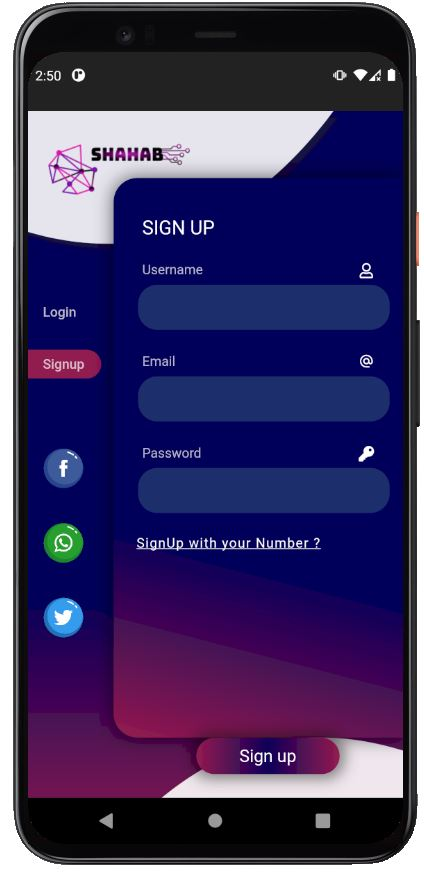 2:50
SHAHAB
SIGN UP
Username
Login
Email
Signup
Password
SignUp with your Number ?
Sign up